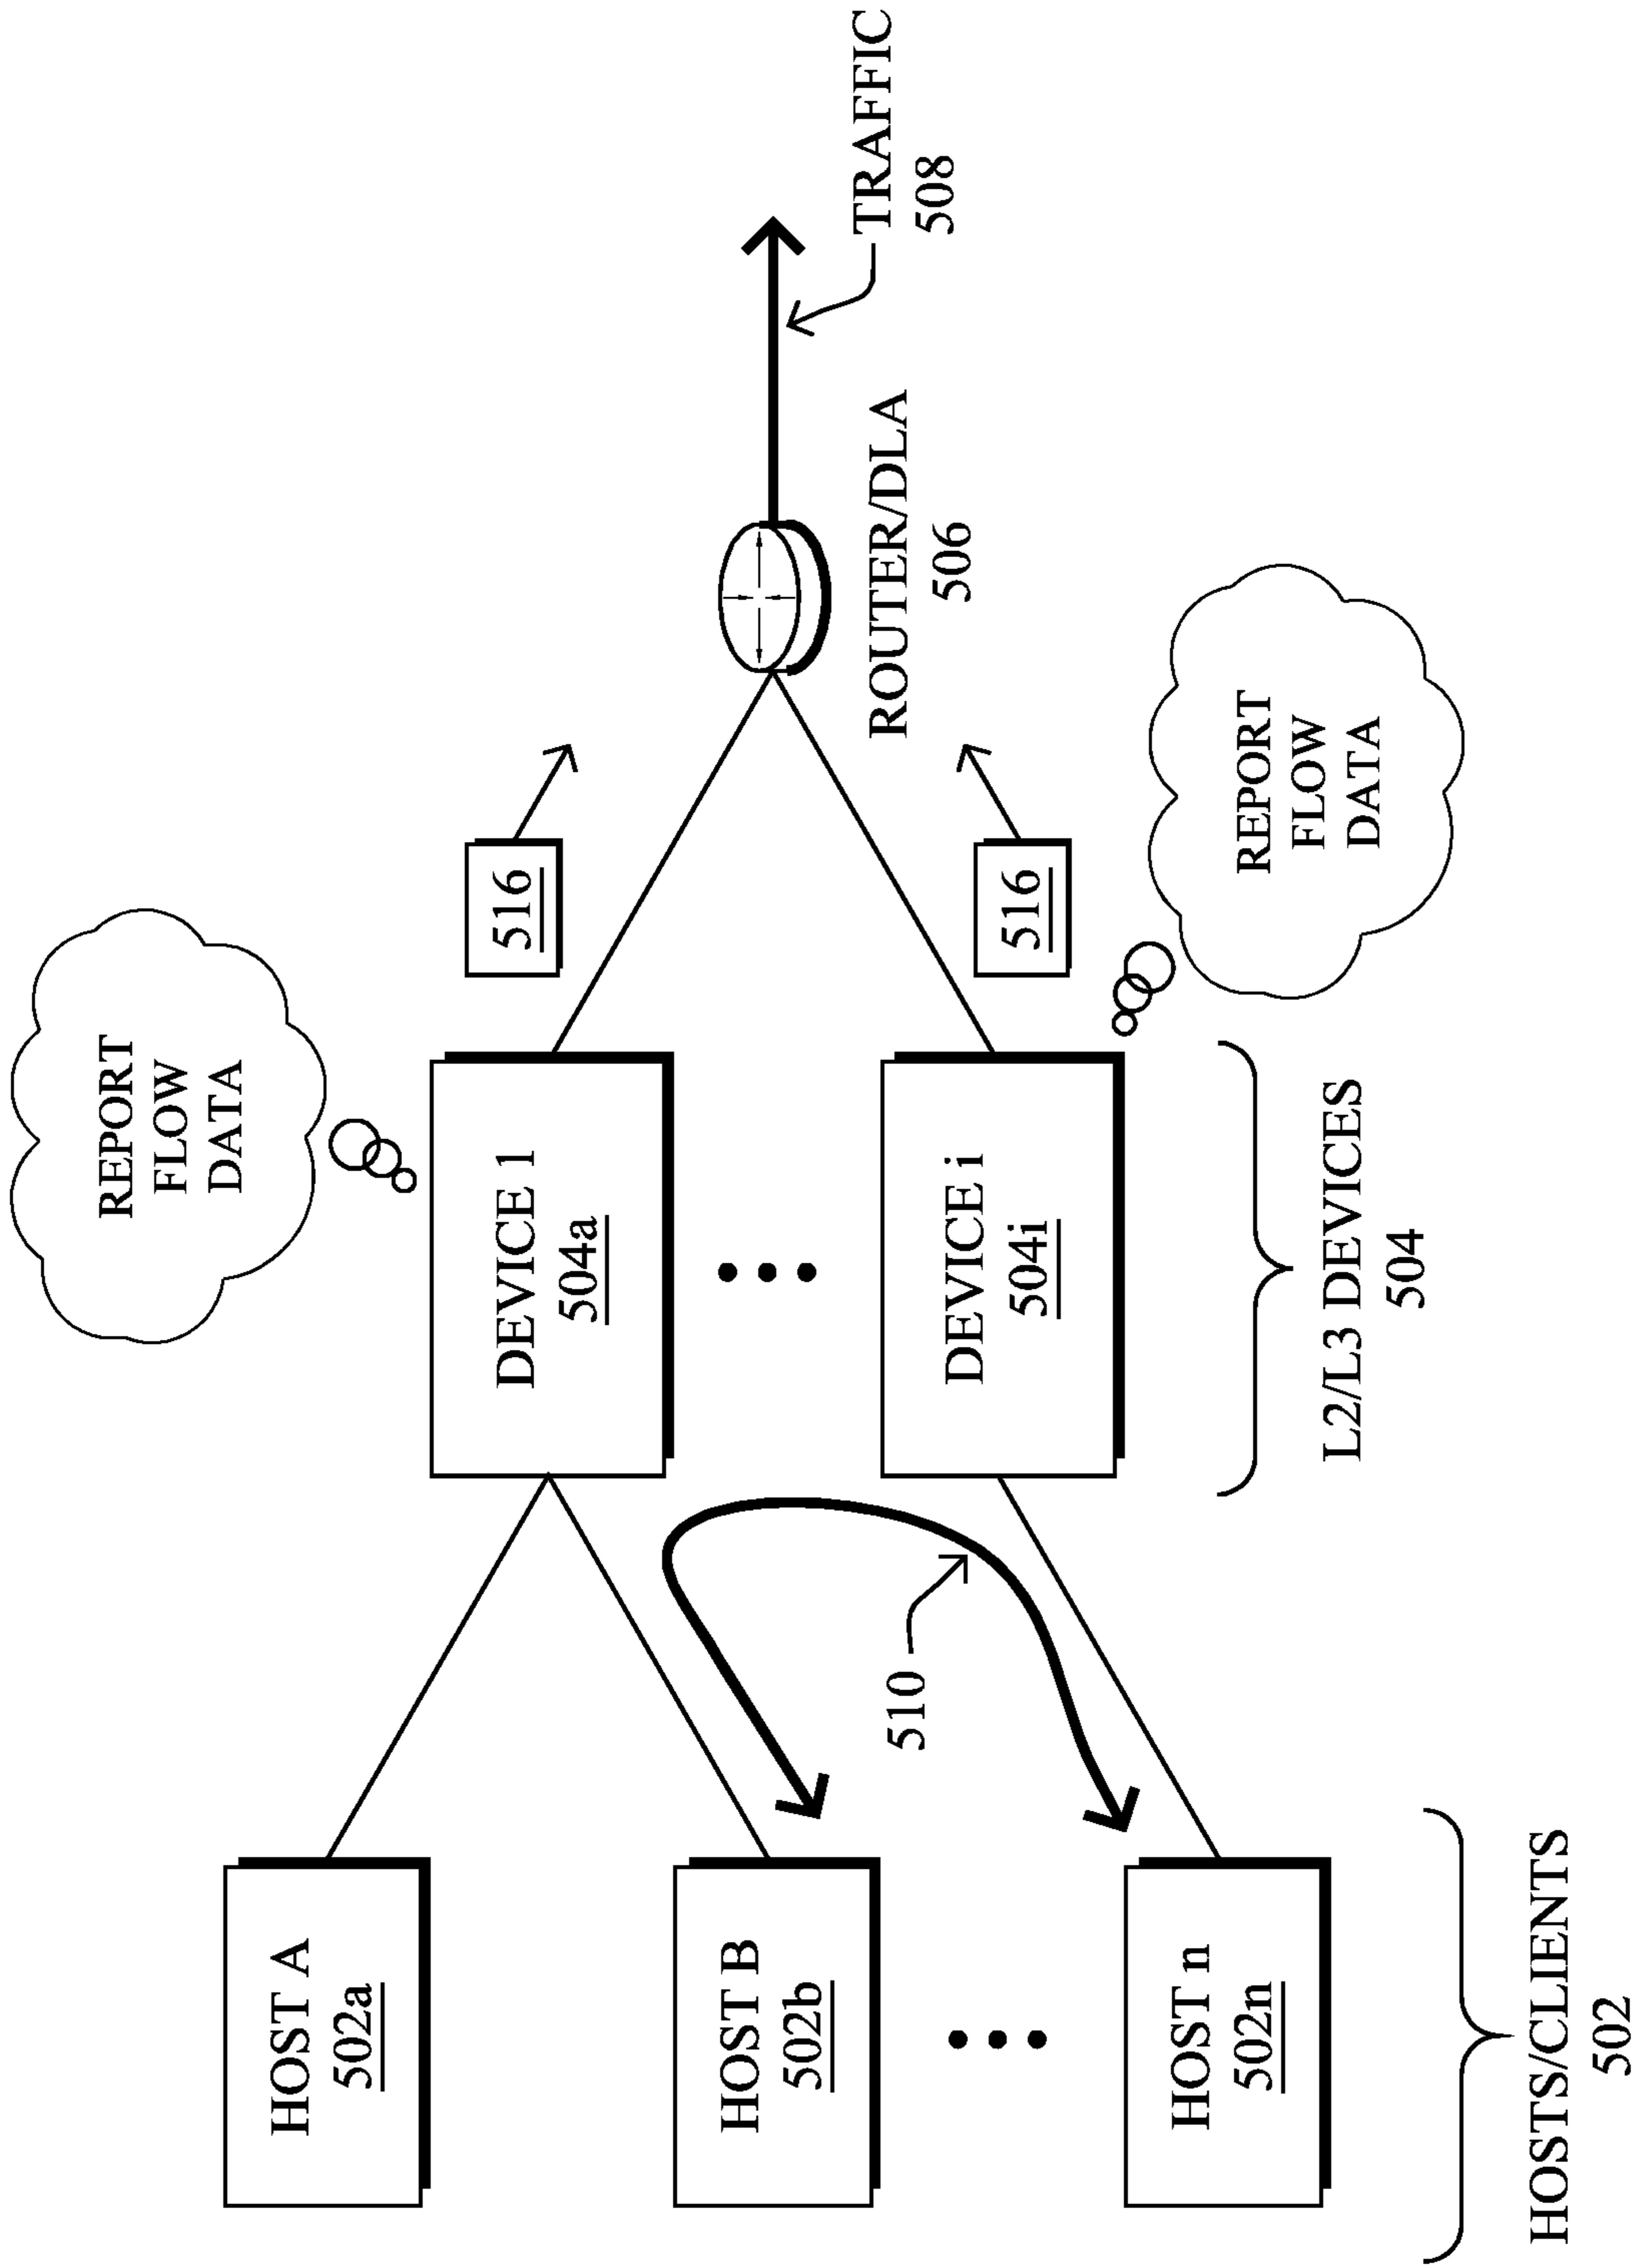 HOST A
502a
HOST B
502b
HOST n
502n
HOSTS/CLIENTS
502
510
REPORT
FLOW
DATA
DEVICE 1
504a
DEVICE i
504i
L2/L3 DEVICES
504
516
516
REPORT
FLOW
DATA
ROUTER/DLA
506
TRAFFIC
508